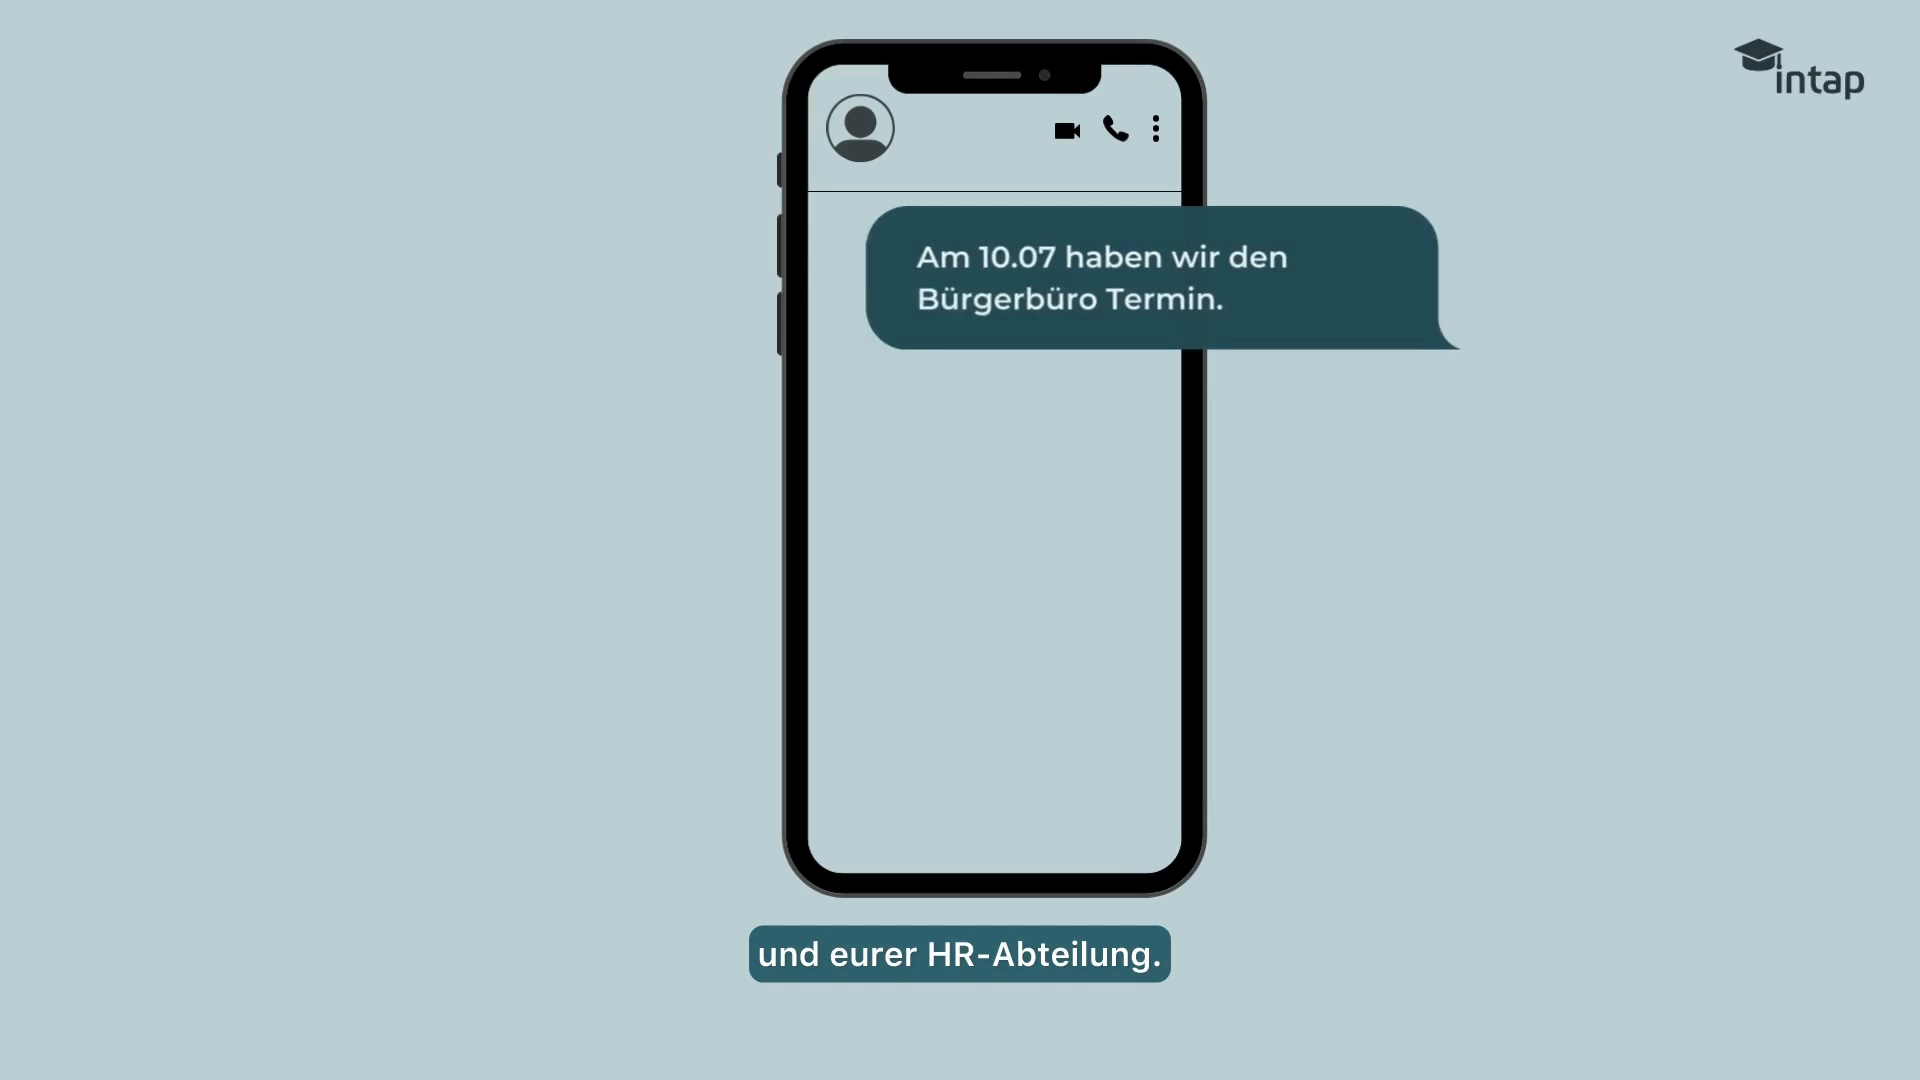 intap
Am 10.07 haben wir den
Bürgerbüro Termin.
und eurer HR-Abteilung.